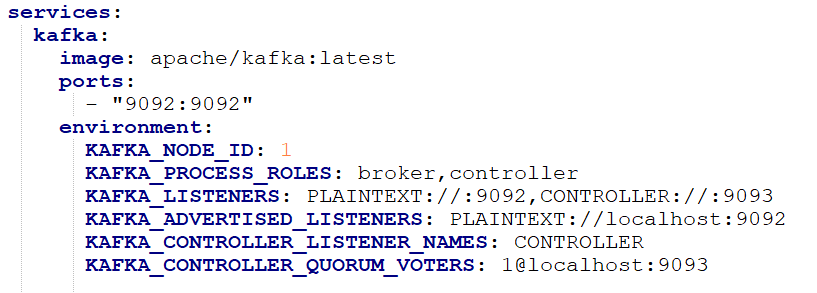 services:
kafka:
image: apache/kafka:latest
ports:
- "9092:9092"
environment:
KAFKA_NODE_ID: 1
KAFKA_PROCESS_ROLES: broker,controller
KAFKA_LISTENERS: PLAINTEXT://:9092,CONTROLLER://:9093
KAFKA_ADVERTISED_LISTENERS: PLAINTEXT://localhost:9092
KAFKA_CONTROLLER_LISTENER_NAMES: CONTROLLER
KAFKA_CONTROLLER_QUORUM_VOTERS: 1@localhost:9093